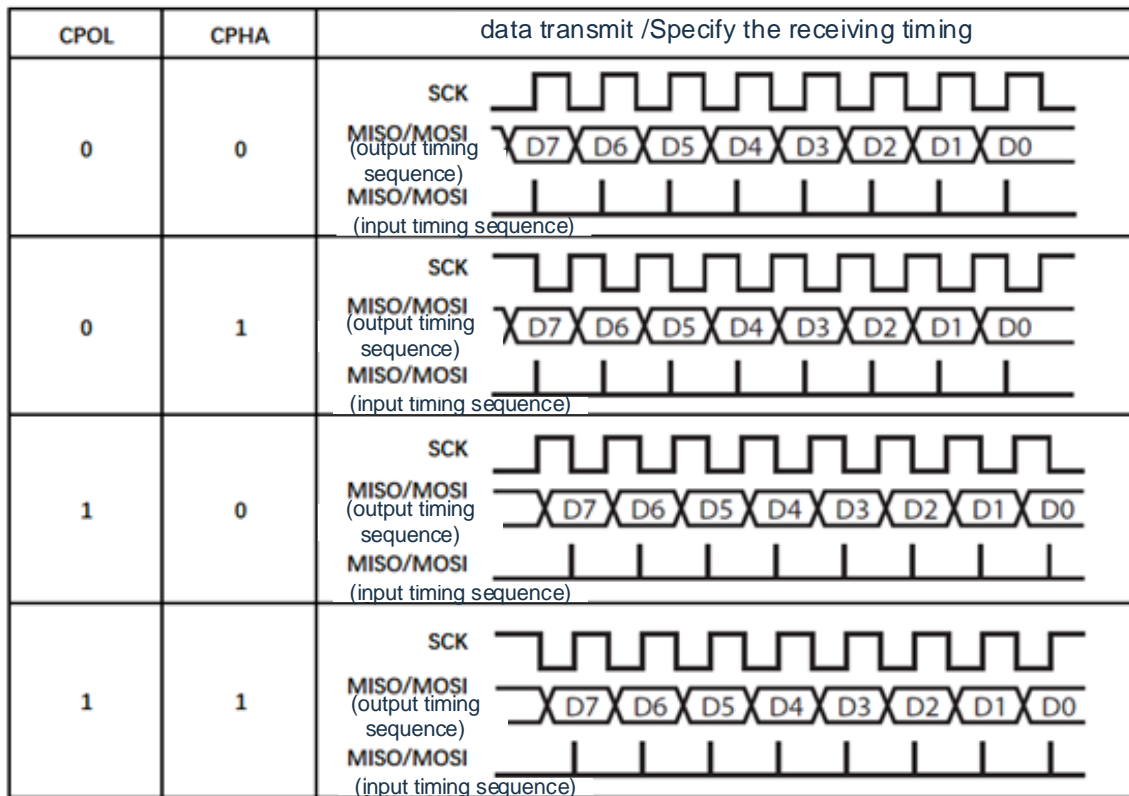 CPOL CPHA data transmit /Specify the receiving timing
0 0
SCK
MISO/MOSI
(output timing
sequence)
D7 D6 D5 D4 D3 D2 D1 D0
MISO/MOSI
(input timing sequence)
0 1
SCK
MISO/MOSI
(output timing
sequence)
D7 D6 D5 D4 D3 D2 D1 D0
MISO/MOSI
(input timing sequence)
1 0
SCK
MISO/MOSI
(output timing
sequence)
D7 D6 D5 D4 D3 D2 D1 D0
MISO/MOSI
(input timing sequence)
1 1
SCK
MISO/MOSI
(output timing
sequence)
D7 D6 D5 D4 D3 D2 D1 D0
MISO/MOSI
(input timing sequence)